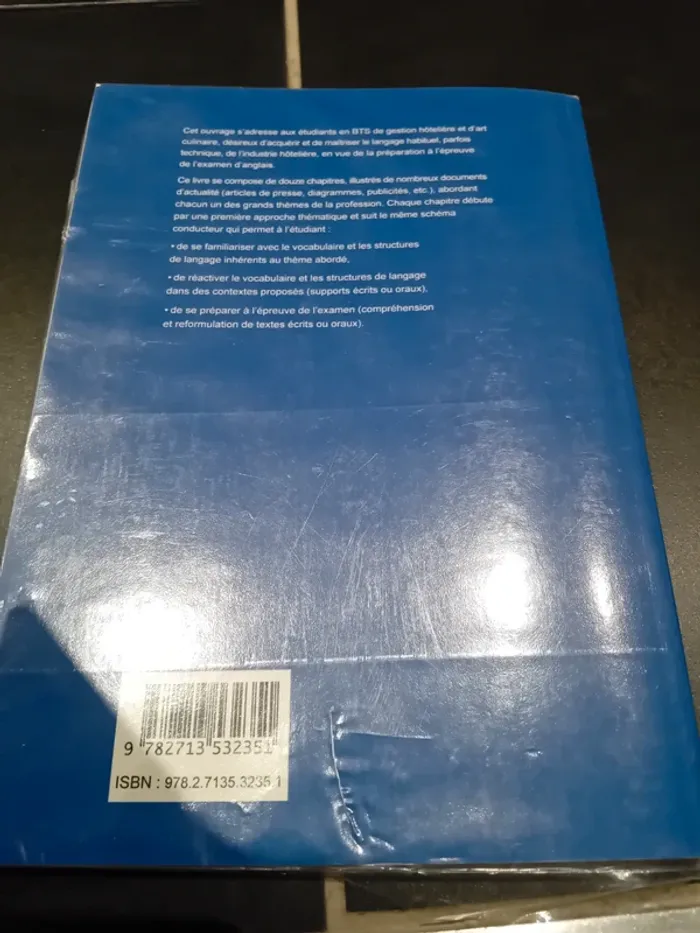 Cet ouvrage s'adresse aux étudiants en BTS de gestion hôtelière et d'art
culinaire, désireux d'acquérir et de maîtriser le langage habituel, parfois
technique, de l'industrie hôtelière, en vue de la préparation à l'épreuve
de l'examen d'anglais.
Ce livre se compose de douze chapitres, illustrés de nombreux documents
d'actualité (articles de presse, diagrammes, publicités, etc.), abordant
chacun un des grands thèmes de la profession. Chaque chapitre débute
par une première approche thématique et suit le même schéma
conducteur qui permet à l'étudiant :
• de se familiariser avec le vocabulaire et les structures
de langage inhérents au thème abordé,
• de réactiver le vocabulaire et les structures de langage
dans des contextes proposés (supports écrits ou oraux),
• de se préparer à l'épreuve de l'examen (compréhension
et reformulation de textes écrits ou oraux).
9 782713 532351
ISBN : 978.2.7135.3235.1